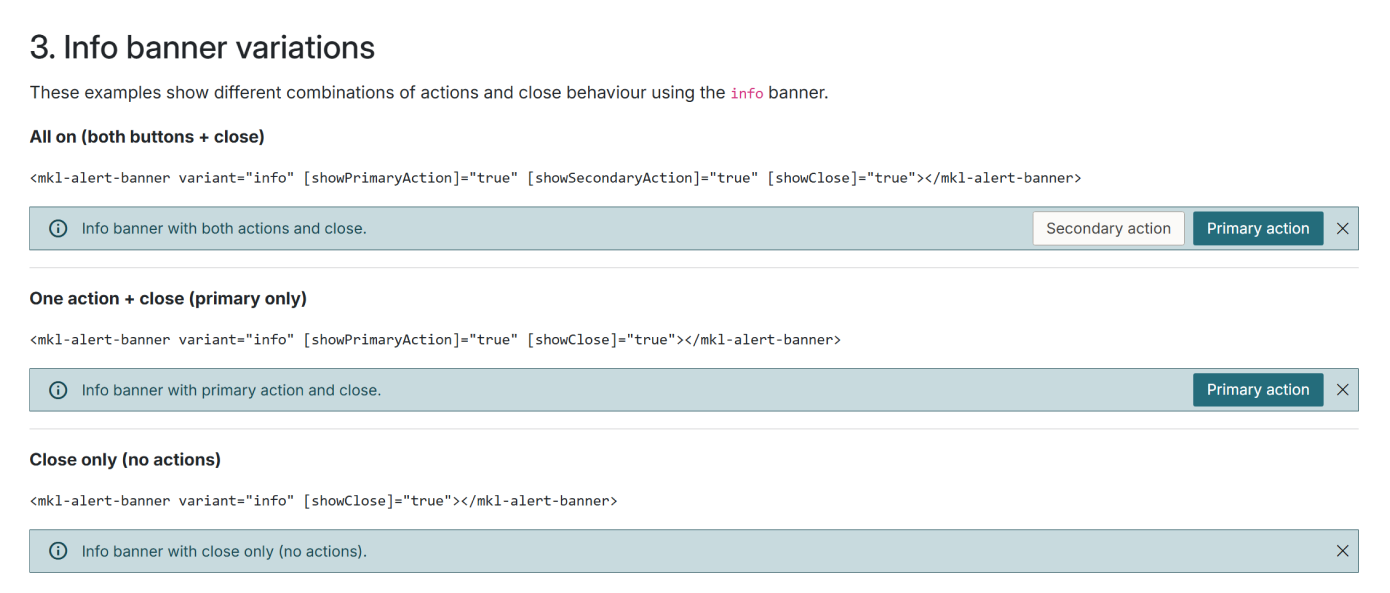 3. Info banner variations
These examples show different combinations of actions and close behaviour using the info banner.
All on (both buttons + close)
<mkl-alert-banner variant="info" [showPrimaryAction]="true" [showSecondaryAction]="true" [showClose]="true"></mkl-alert-banner>
Info banner with both actions and close. Secondary action Primary action
One action + close (primary only)
<mkl-alert-banner variant="info" [showPrimaryAction]="true" [showClose]="true"></mkl-alert-banner>
Info banner with primary action and close. Primary action
Close only (no actions)
<mkl-alert-banner variant="info" [showClose]="true"></mkl-alert-banner>
Info banner with close only (no actions).